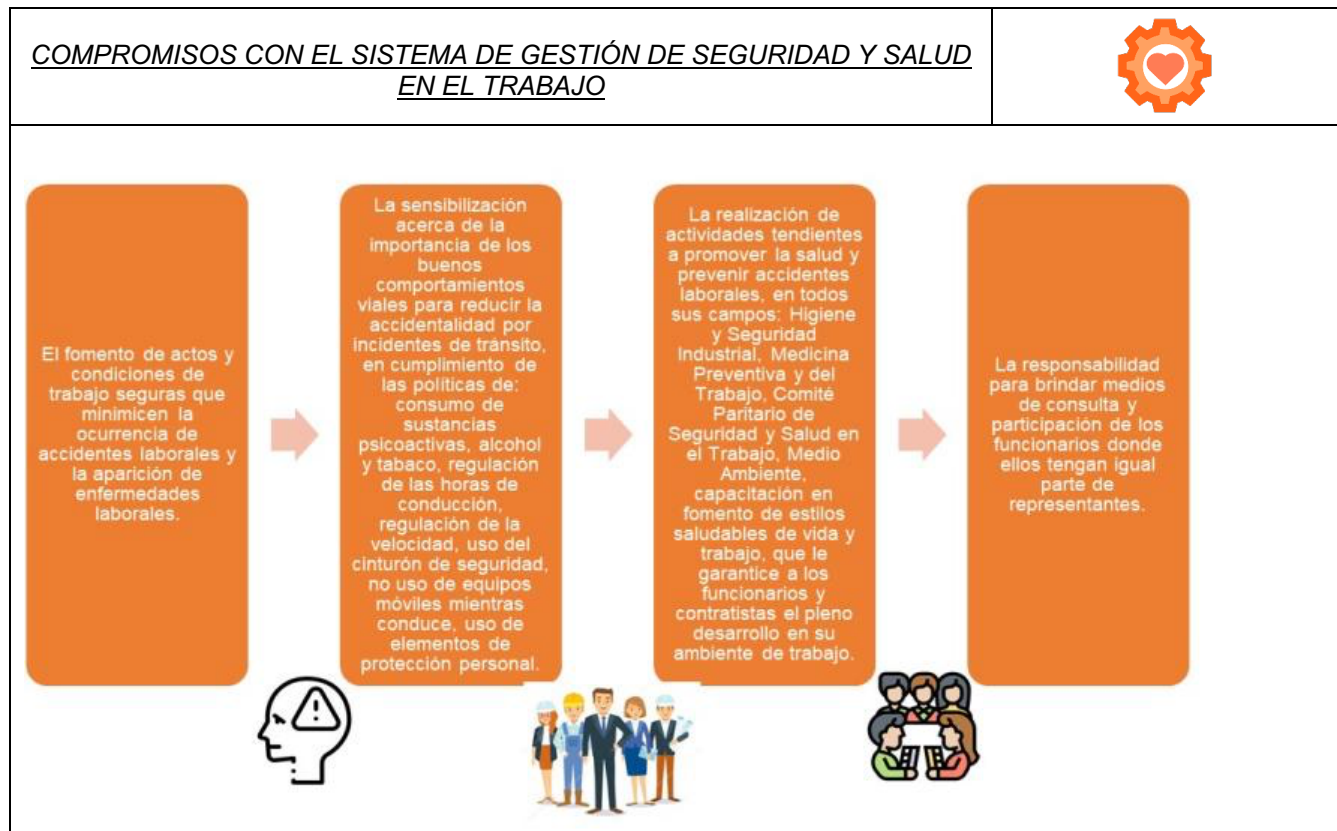 COMPROMISOS CON EL SISTEMA DE GESTIÓN DE SEGURIDAD Y SALUD
EN EL TRABAJO
El fomento de actos y
condiciones de
trabajo seguras que
minimicen la
ocurrencia de
accidentes laborales y
la aparición de
enfermedades
laborales.
La sensibilización
acerca de la
importancia de los
buenos
comportamientos
viales para reducir la
accidentalidad por
incidentes de tránsito,
en cumplimiento de
las políticas de:
consumo de
sustancias
psicoactivas, alcohol
y tabaco, regulación
de las horas de
conducción,
regulación de la
velocidad, uso del
cinturón de seguridad,
no uso de equipos
móviles mientras
conduce, uso de
elementos de
protección personal.
La realización de
actividades tendientes
a promover la salud y
prevenir accidentes
laborales, en todos
sus campos: Higiene
y Seguridad
Industrial, Medicina
Preventiva y del
Trabajo, Comité
Paritario de
Seguridad y Salud en
el Trabajo, Medio
Ambiente,
capacitación en
fomento de estilos
saludables de vida y
trabajo, que le
garantice a los
funcionarios y
contratistas el pleno
desarrollo en su
ambiente de trabajo.
La responsabilidad
para brindar medios
de consulta y
participación de los
funcionarios donde
ellos tengan igual
parte de
representantes.